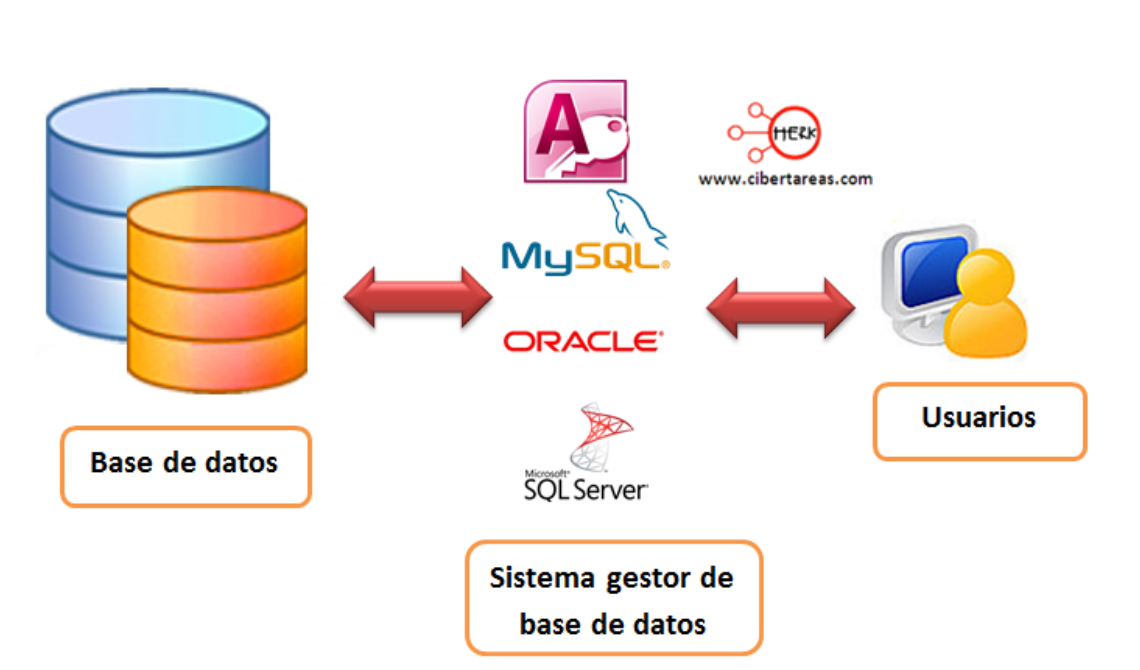 A
HERK
www.cibertareas.com
MySQL®
ORACLE®
Microsoft®
SQL Server
Base de datos
Usuarios
Sistema gestor de
base de datos